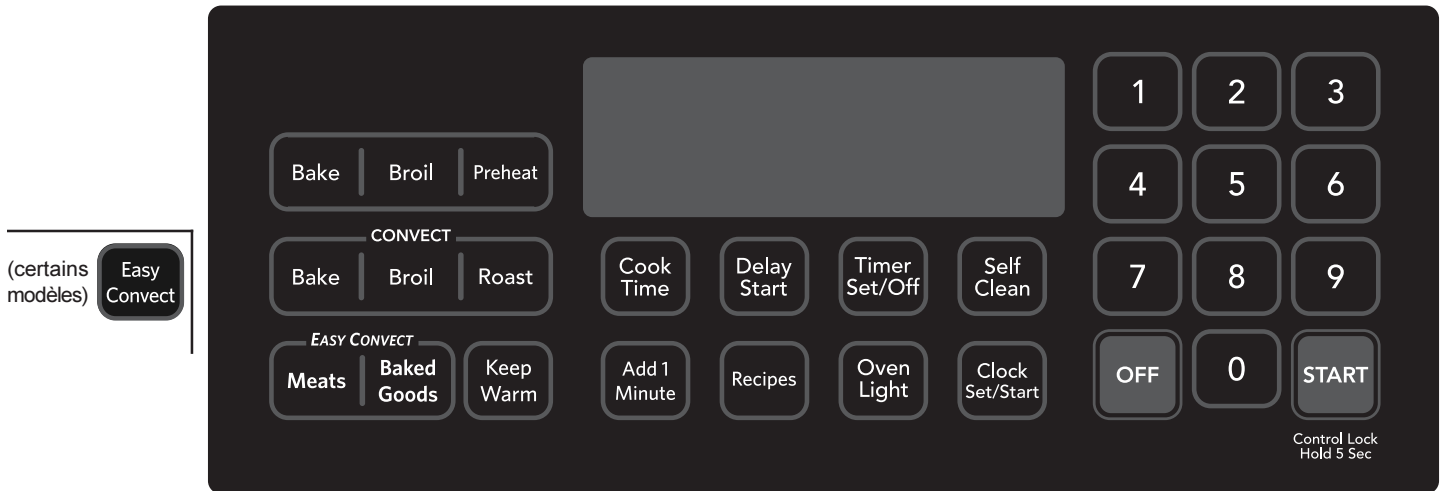 (certains
modèles)
Easy
Convect
Bake Broil Preheat
CONVECT
Bake Broil Roast
EASY CONVECT
Meats
Baked
Goods
Keep
Warm
Cook
Time
Delay
Start
Timer
Set/Off
Self
Clean
Add 1
Minute
Recipes
Oven
Light
Clock
Set/Start
1 2 3
4 5 6
7 8 9
OFF 0 START
Control Lock
Hold 5 Sec